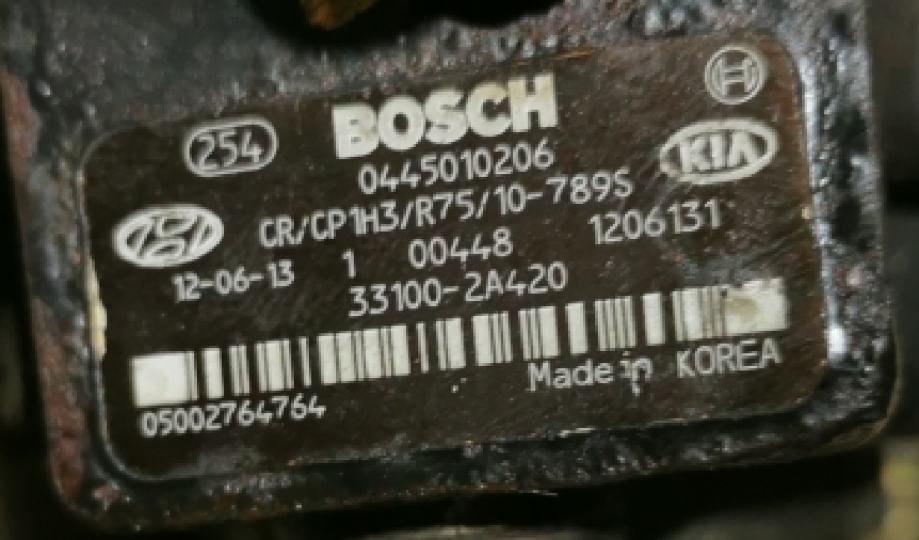 BOSCH
254
0445010206
KIA
CR/CP1H3/R75/10-789S
12-06-13 1 00448 1206131
33100-2A420
05002764764
Made in KOREA